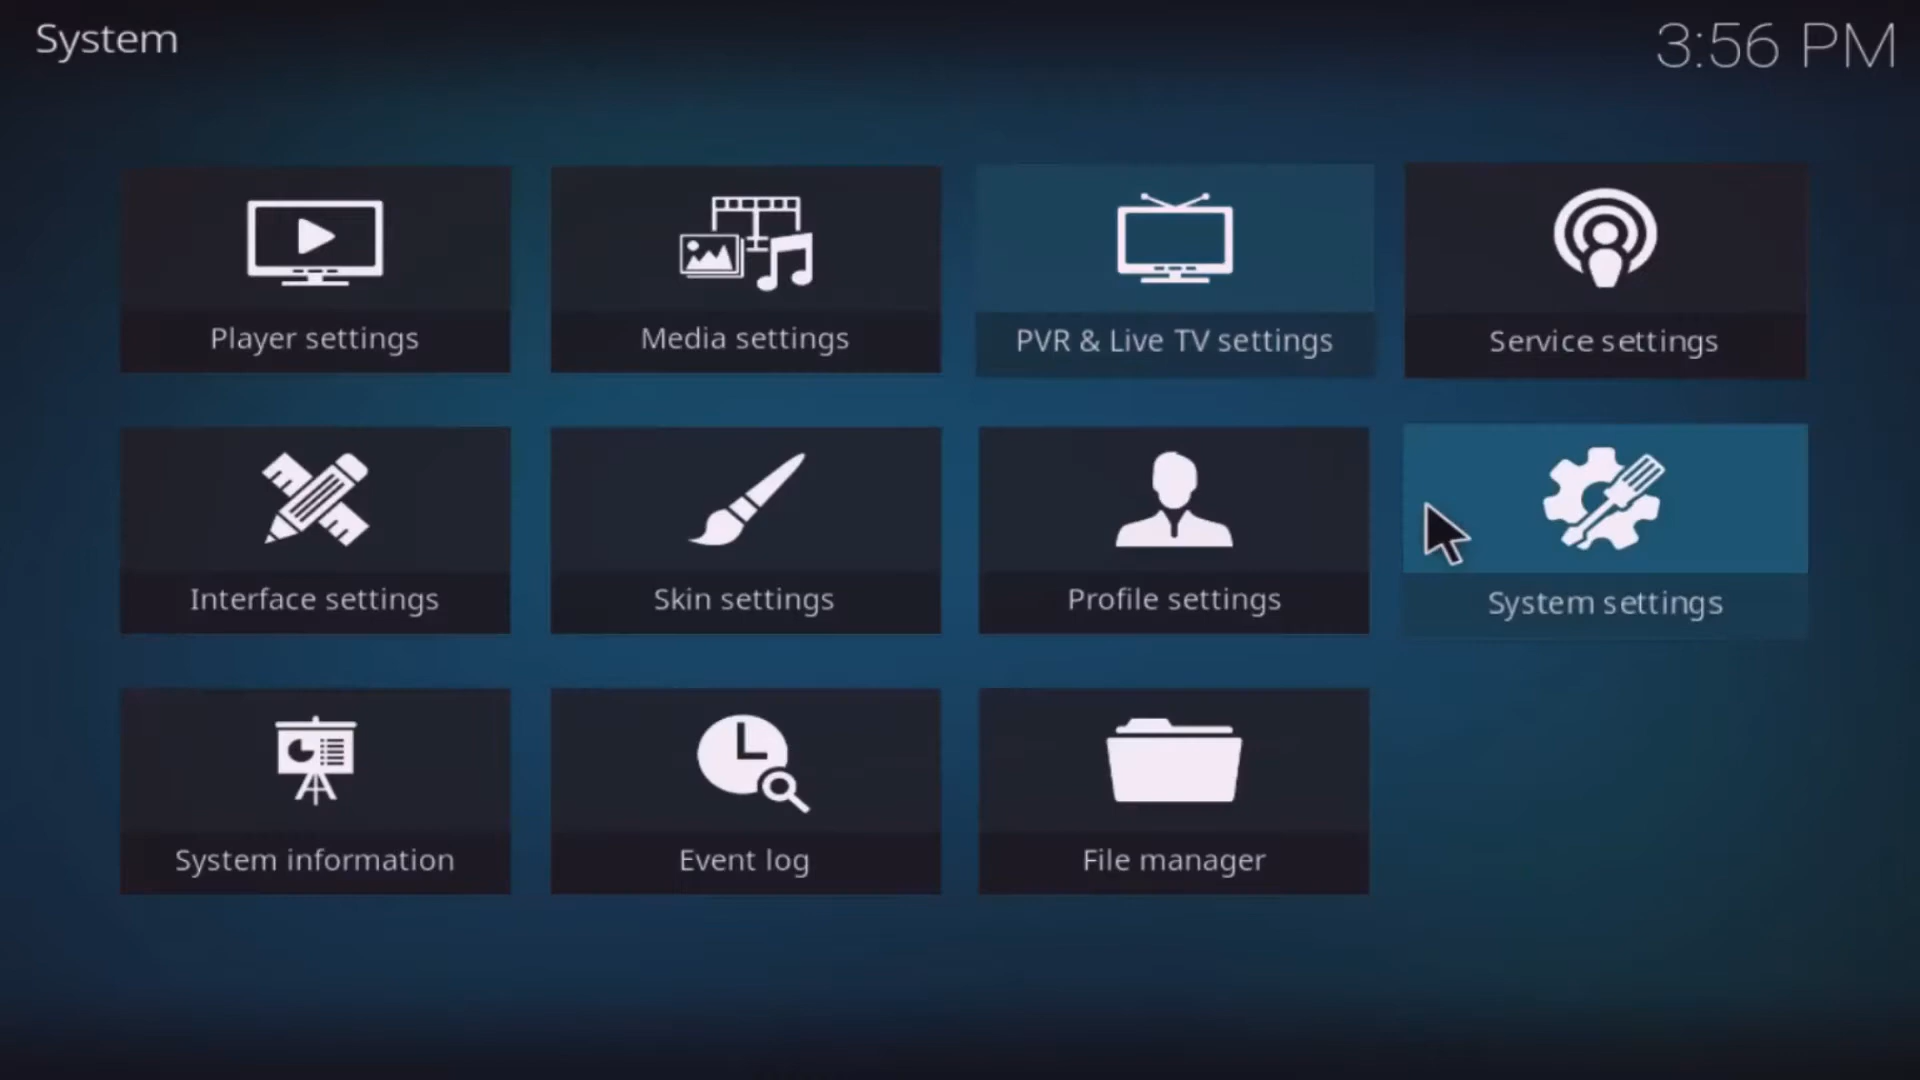 System
3:56 PM
Player settings
Media settings
PVR & Live TV settings
Service settings
Interface settings
Skin settings
Profile settings
System settings
System information
Event log
File manager